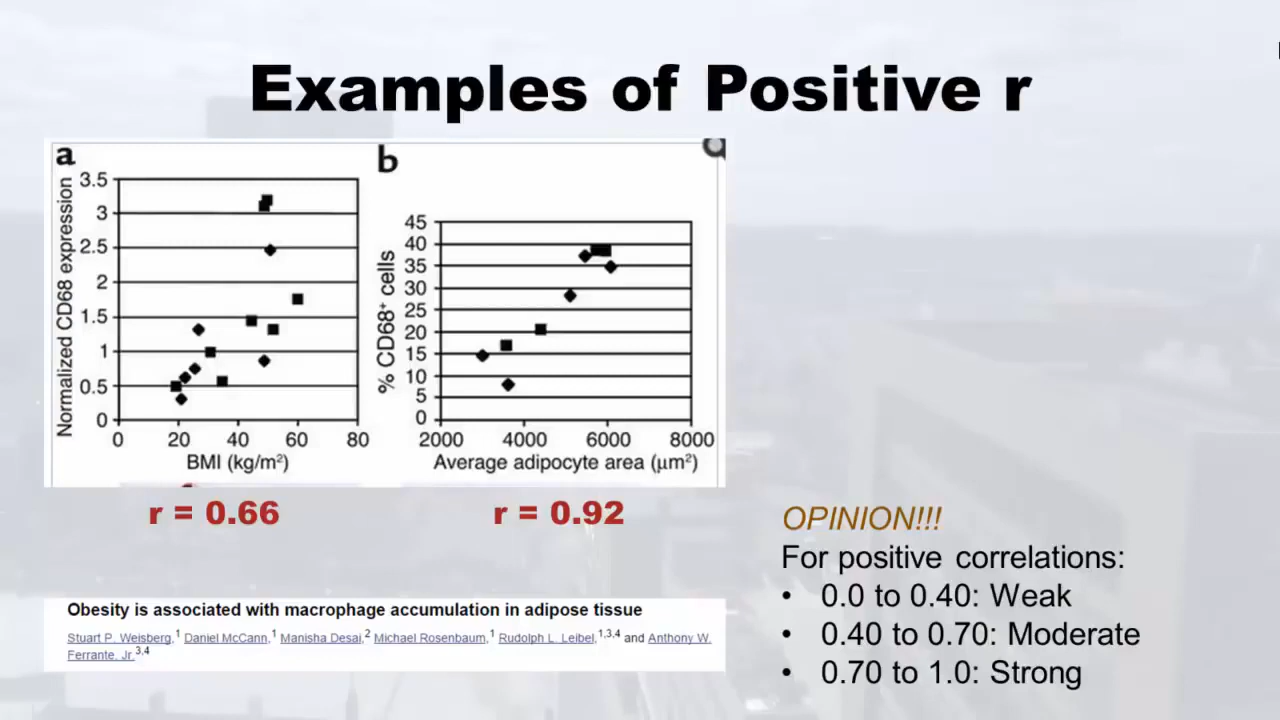 Examples of Positive r
a
b
Normalized CD68 expression
3.5
3
2.5
2
1.5
1
0.5
0
0 20 40 60 80
BMI (kg/m²)
% CD68⁺ cells
45
40
35
30
25
20
15
10
5
0
2000 4000 6000 8000
Average adipocyte area (μm²)
r = 0.66
r = 0.92
Obesity is associated with macrophage accumulation in adipose tissue
Stuart P. Weisberg,¹ Daniel McCann,¹ Manisha Desai,² Michael Rosenbaum,¹ Rudolph L. Leibel,¹,³,⁴ and Anthony W.
Ferrante, Jr.³,⁴
OPINION!!!
For positive correlations:
• 0.0 to 0.40: Weak
• 0.40 to 0.70: Moderate
• 0.70 to 1.0: Strong